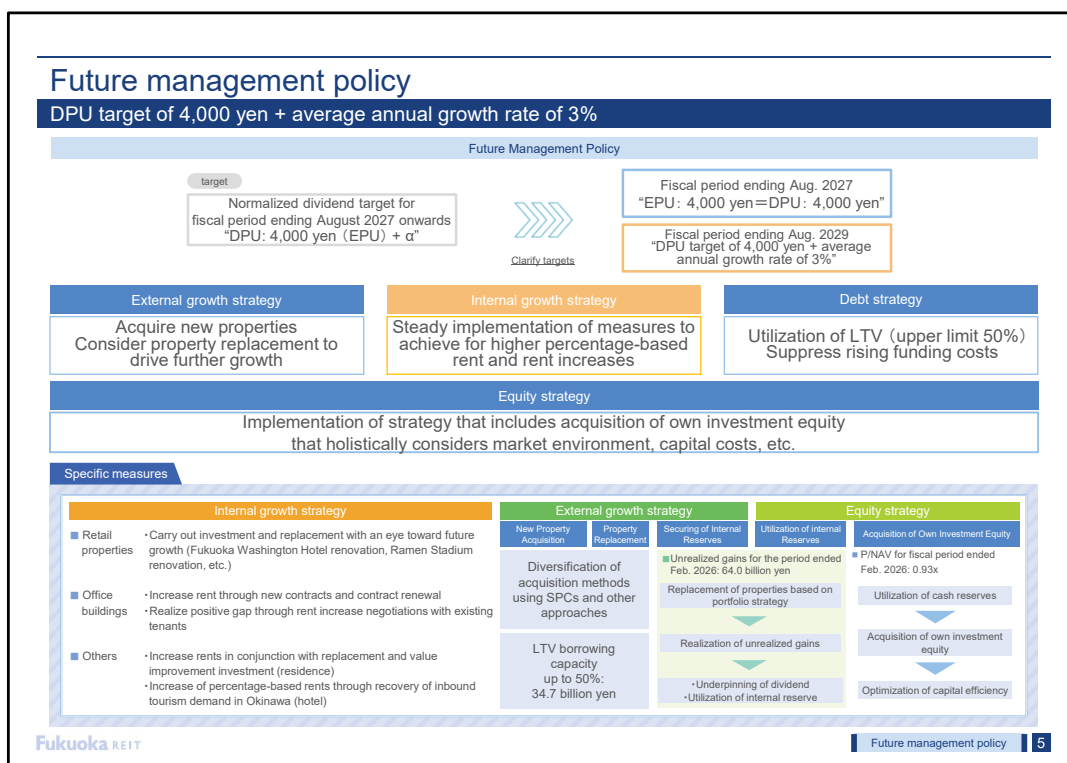 Future management policy
DPU target of 4,000 yen + average annual growth rate of 3%
Future Management Policy
target
Normalized dividend target for
fiscal period ending August 2027 onwards
“DPU: 4,000 yen（EPU）+ α”
Clarify targets
Fiscal period ending Aug. 2027
“EPU： 4,000 yen＝DPU： 4,000 yen”
Fiscal period ending Aug. 2029
“DPU target of 4,000 yen + average
annual growth rate of 3%”
External growth strategy
Acquire new properties
Consider property replacement to
drive further growth
Internal growth strategy
Steady implementation of measures to
achieve for higher percentage-based
rent and rent increases
Debt strategy
Utilization of LTV（upper limit 50%）
Suppress rising funding costs
Equity strategy
Implementation of strategy that includes acquisition of own investment equity
that holistically considers market environment, capital costs, etc.
Specific measures
Internal growth strategy
■ Retail
properties
・Carry out investment and replacement with an eye toward future
growth (Fukuoka Washington Hotel renovation, Ramen Stadium
renovation, etc.)
■ Office
buildings
・Increase rent through new contracts and contract renewal
・Realize positive gap through rent increase negotiations with existing
tenants
■ Others
・Increase rents in conjunction with replacement and value
improvement investment (residence)
・Increase of percentage-based rents through recovery of inbound
tourism demand in Okinawa (hotel)
External growth strategy
New Property
Acquisition
Property
Replacement
Securing of Internal
Reserves
Diversification of
acquisition methods
using SPCs and other
approaches
LTV borrowing
capacity
up to 50%:
34.7 billion yen
Equity strategy
Utilization of internal
Reserves
Acquisition of Own Investment Equity
■Unrealized gains for the period ended
Feb. 2026: 64.0 billion yen
Replacement of properties based on
portfolio strategy
Realization of unrealized gains
・Underpinning of dividend
・Utilization of internal reserve
■ P/NAV for fiscal period ended
Feb. 2026: 0.93x
Utilization of cash reserves
Acquisition of own investment
equity
Optimization of capital efficiency
Fukuoka REIT
Future management policy
5